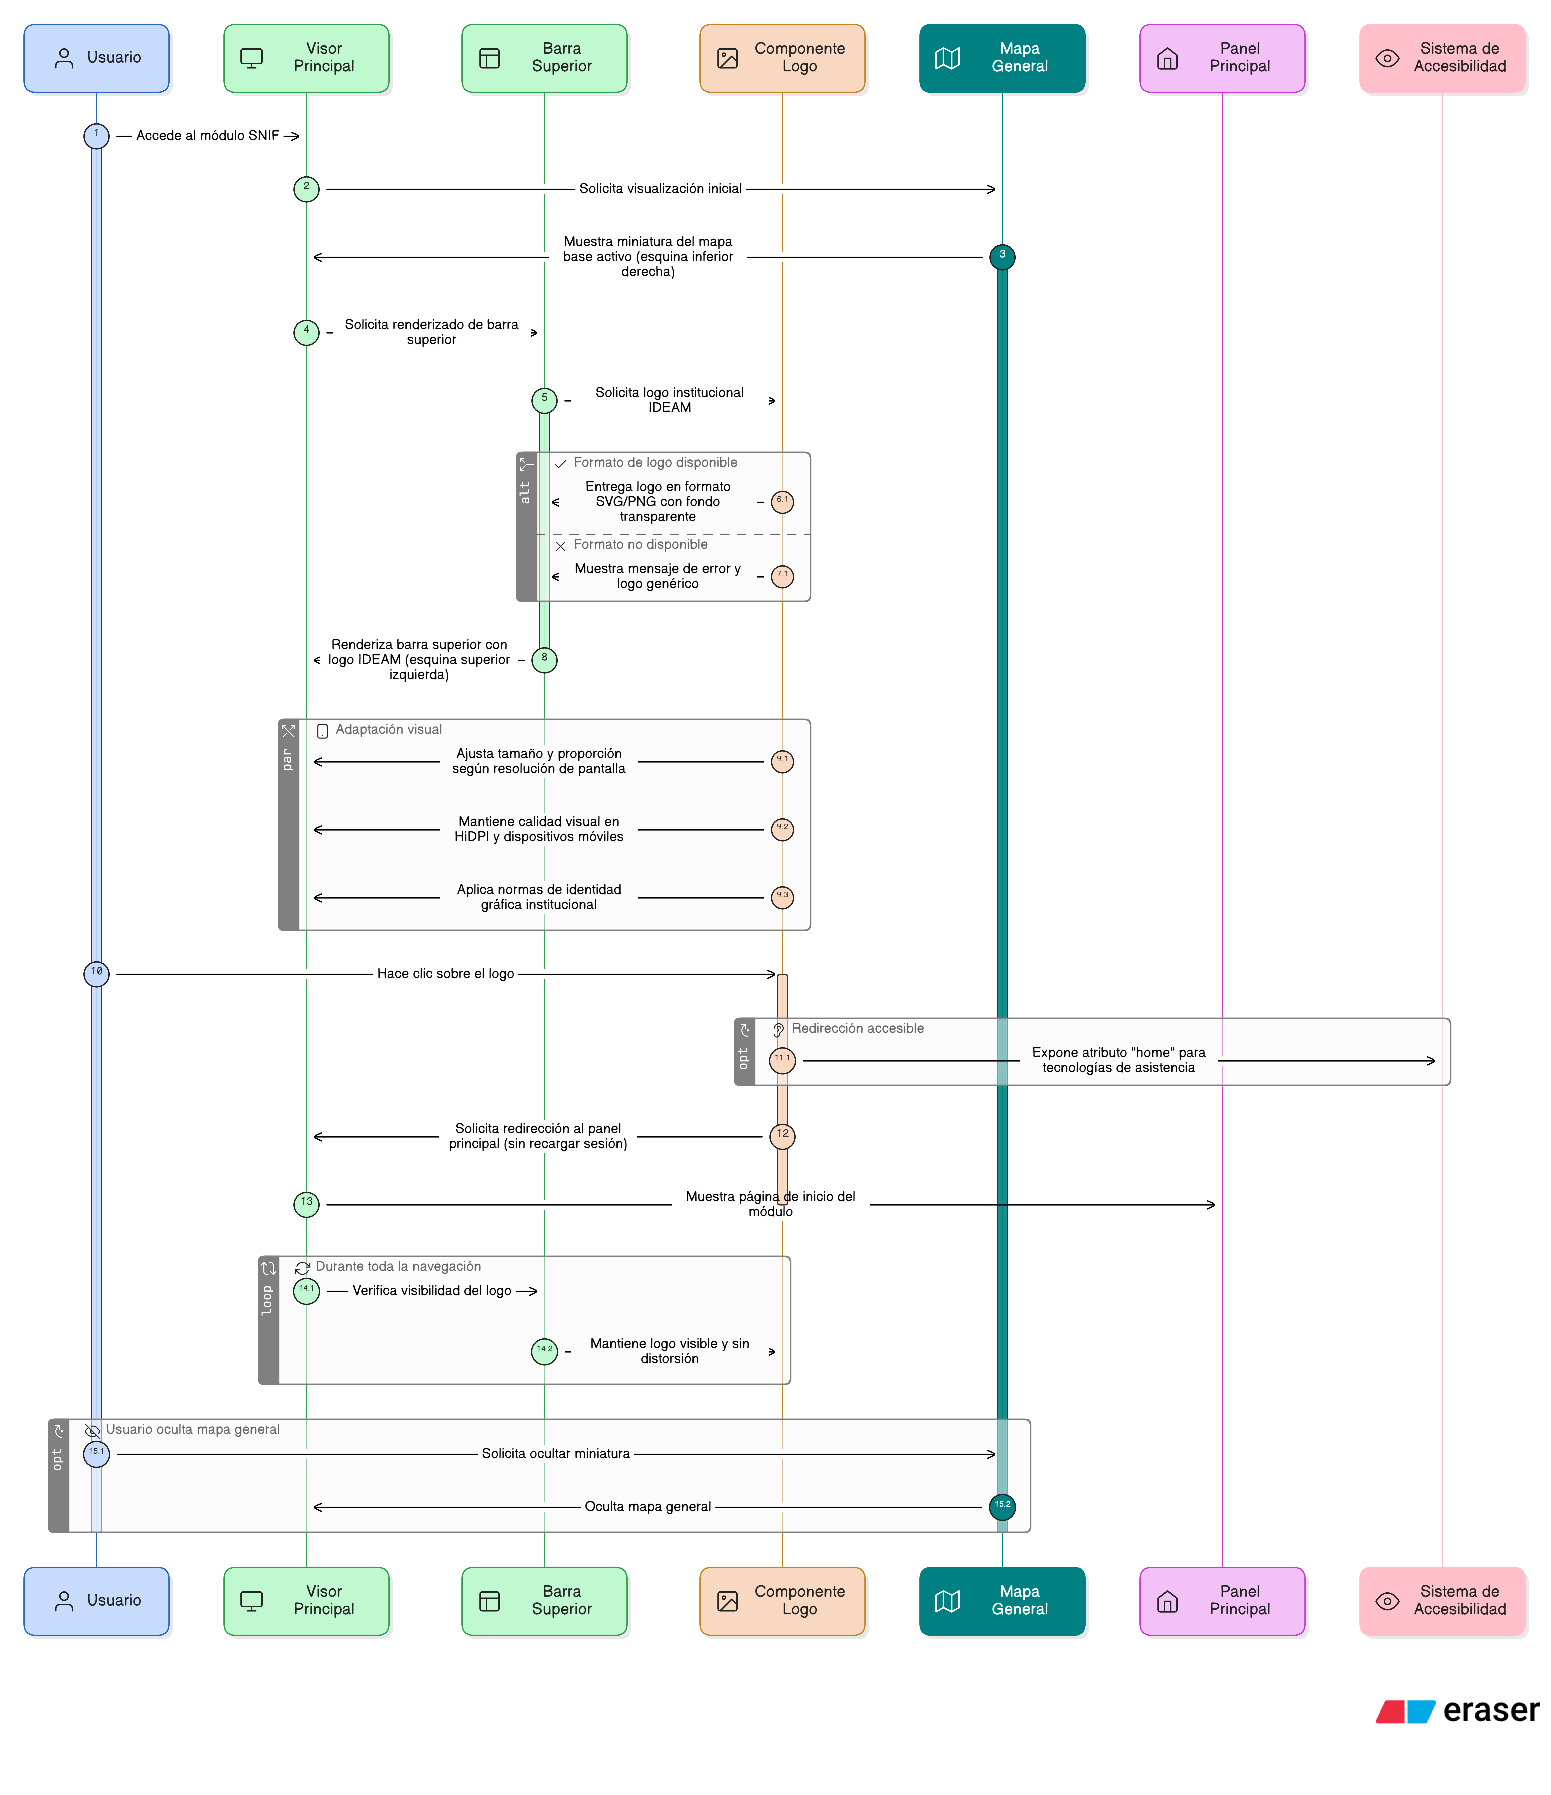 Usuario
Visor
Principal
Barra
Superior
Componente
Logo
Mapa
General
Panel
Principal
Sistema de
Accesibilidad
1
Accede al módulo SNIF
2
Solicita visualización inicial
Muestra miniatura del mapa
base activo (esquina inferior
derecha)
3
4
Solicita renderizado de barra
superior
5
Solicita logo institucional
IDEAM
alt
Formato de logo disponible
Entrega logo en formato
SVG/PNG con fondo
transparente
6.1
Formato no disponible
Muestra mensaje de error y
logo genérico
7.1
Renderiza barra superior con
logo IDEAM (esquina superior
izquierda)
8
par
Adaptación visual
Ajusta tamaño y proporción
según resolución de pantalla
9.1
Mantiene calidad visual en
HiDPI y dispositivos móviles
9.2
Aplica normas de identidad
gráfica institucional
9.3
10
Hace clic sobre el logo
opt
Redirección accesible
11.1
Expone atributo "home" para
tecnologías de asistencia
Solicita redirección al panel
principal (sin recargar sesión)
12
13
Muestra página de inicio del
módulo
loop
Durante toda la navegación
14.1
Verifica visibilidad del logo
14.2
Mantiene logo visible y sin
distorsión
opt
Usuario oculta mapa general
15.1
Solicita ocultar miniatura
Oculta mapa general
15.2
Usuario
Visor
Principal
Barra
Superior
Componente
Logo
Mapa
General
Panel
Principal
Sistema de
Accesibilidad
eraser